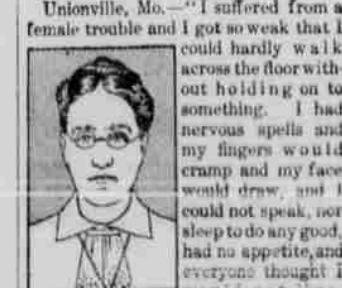 Unionville, Mo.—"I suffered from a
female trouble and I got so weak that I
could hardly walk
across the floor with-
out holding on to
something. I had
nervous spells and
my fingers would
cramp and my face
would draw, and I
could not speak, nor
sleep to do any good,
had no appetite, and
everyone thought I